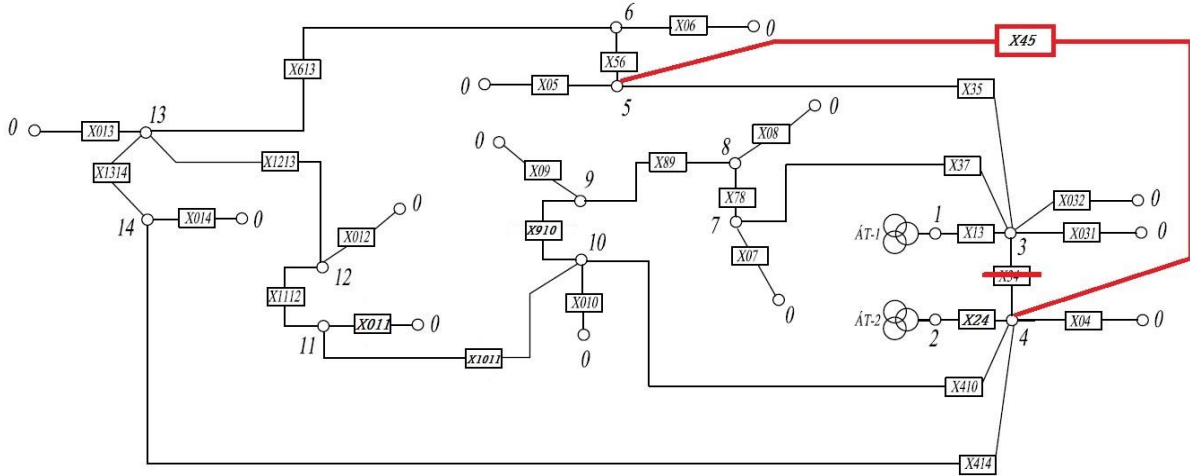 6
X06
0
X45
X613
X56
0
X05
5
X35
0
X013
13
X1314
X1213
0
X09
9
X89
8
X08
0
X78
7
X37
X07
0
14
X014
0
X012
0
12
X1112
11
X011
0
X1011
X910
10
X010
0
ÁT-1
1
X13
3
X032
0
X031
0
X34
ÁT-2
2
X24
4
X04
0
X410
X414